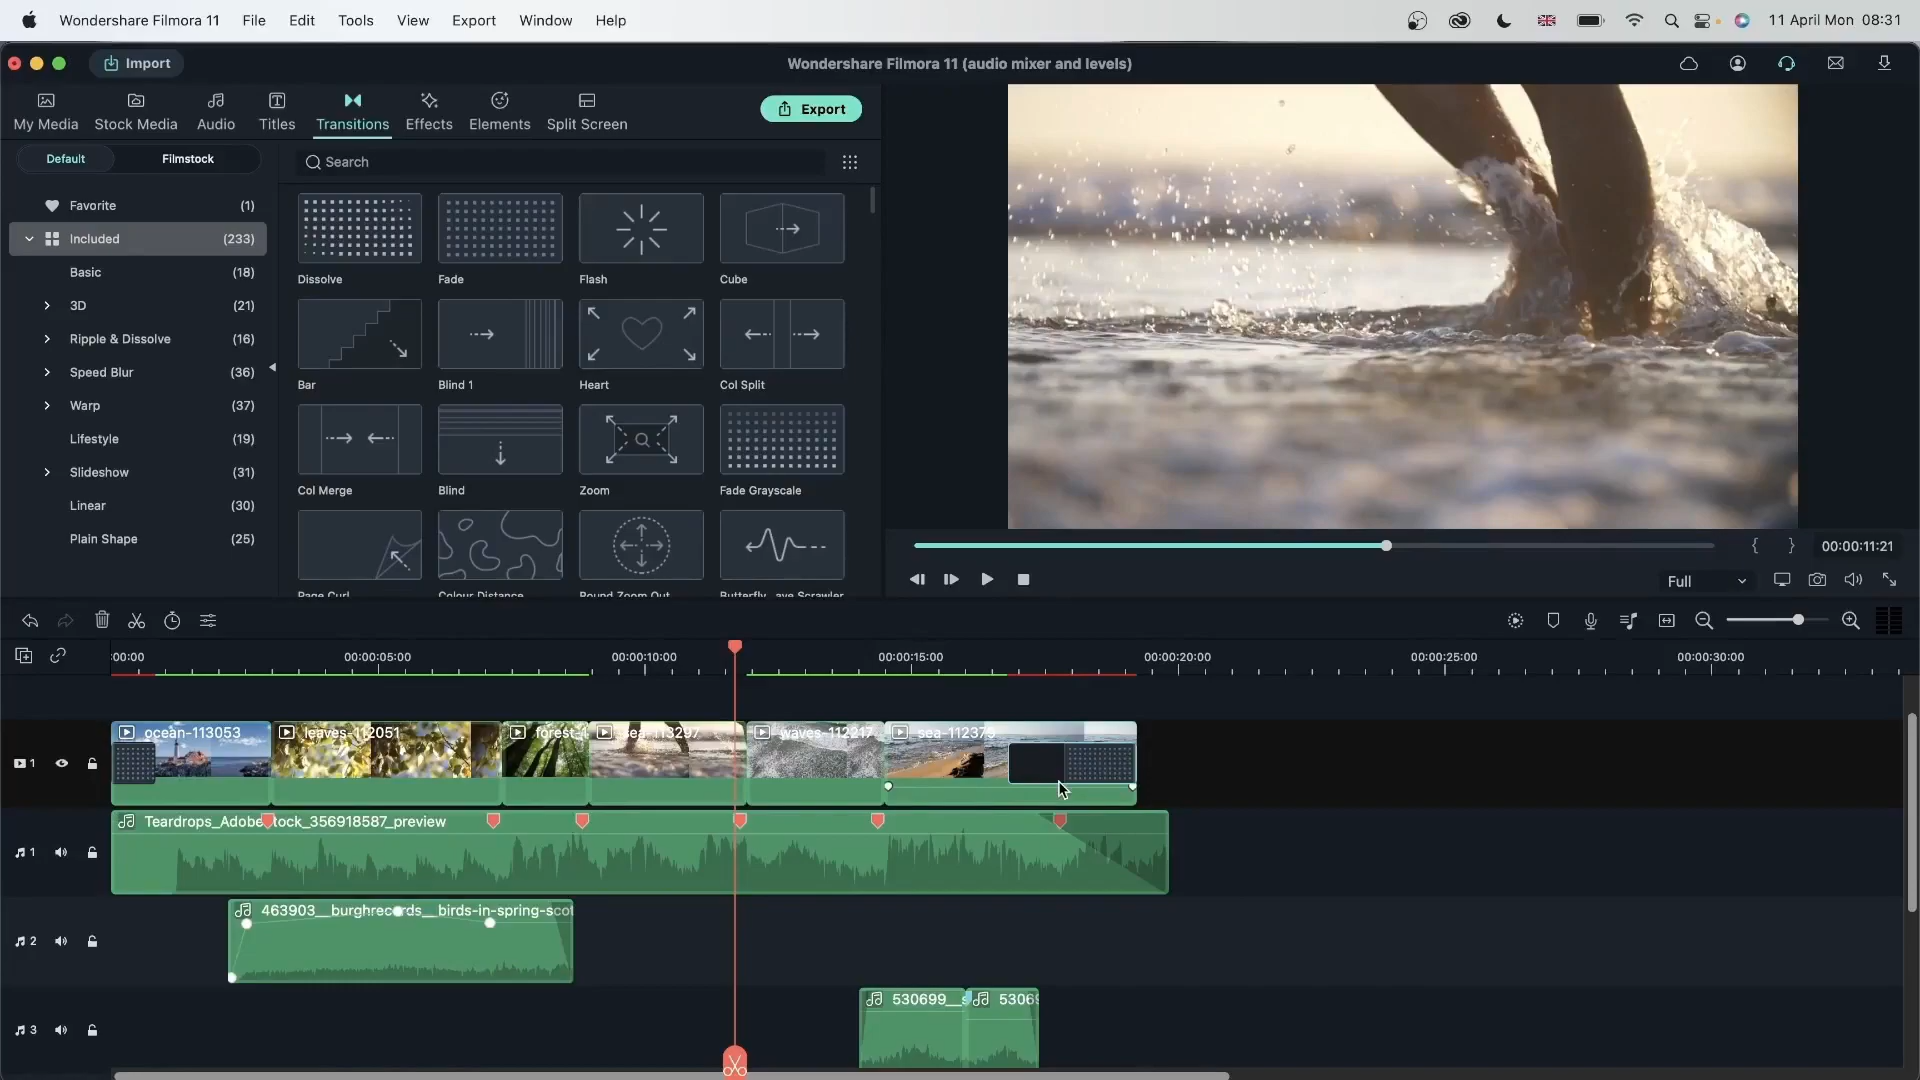 Wondershare Filmora 11 File Edit Tools View Export Window Help 11 April Mon 08:31
Import Wondershare Filmora 11 (audio mixer and levels)
My Media Stock Media Audio Titles Transitions Effects Elements Split Screen Export
Default Filmstock Search
Favorite (1)
Included (233)
Basic (18)
3D (21)
Ripple & Dissolve (16)
Speed Blur (36)
Warp (37)
Lifestyle (19)
Slideshow (31)
Linear (30)
Plain Shape (25)
Dissolve Fade Flash Cube
Bar Blind 1 Heart Col Split
Col Merge Blind Zoom Fade Grayscale
Page Curl Colour Distance Round Zoom Out Butterfly...ave Scrawler
{ } 00:00:11:21
Full
:00:00 00:00:05:00 00:00:10:00 00:00:15:00 00:00:20:00 00:00:25:00 00:00:30:00
ocean-113053 leaves-112051 forest-1 sea-113297 waves-112217 sea-112375
1
Teardrops_Adobe tock_356918587_preview
1
463903__burghrecords__birds-in-spring-scot
2
530699__s 53069
3